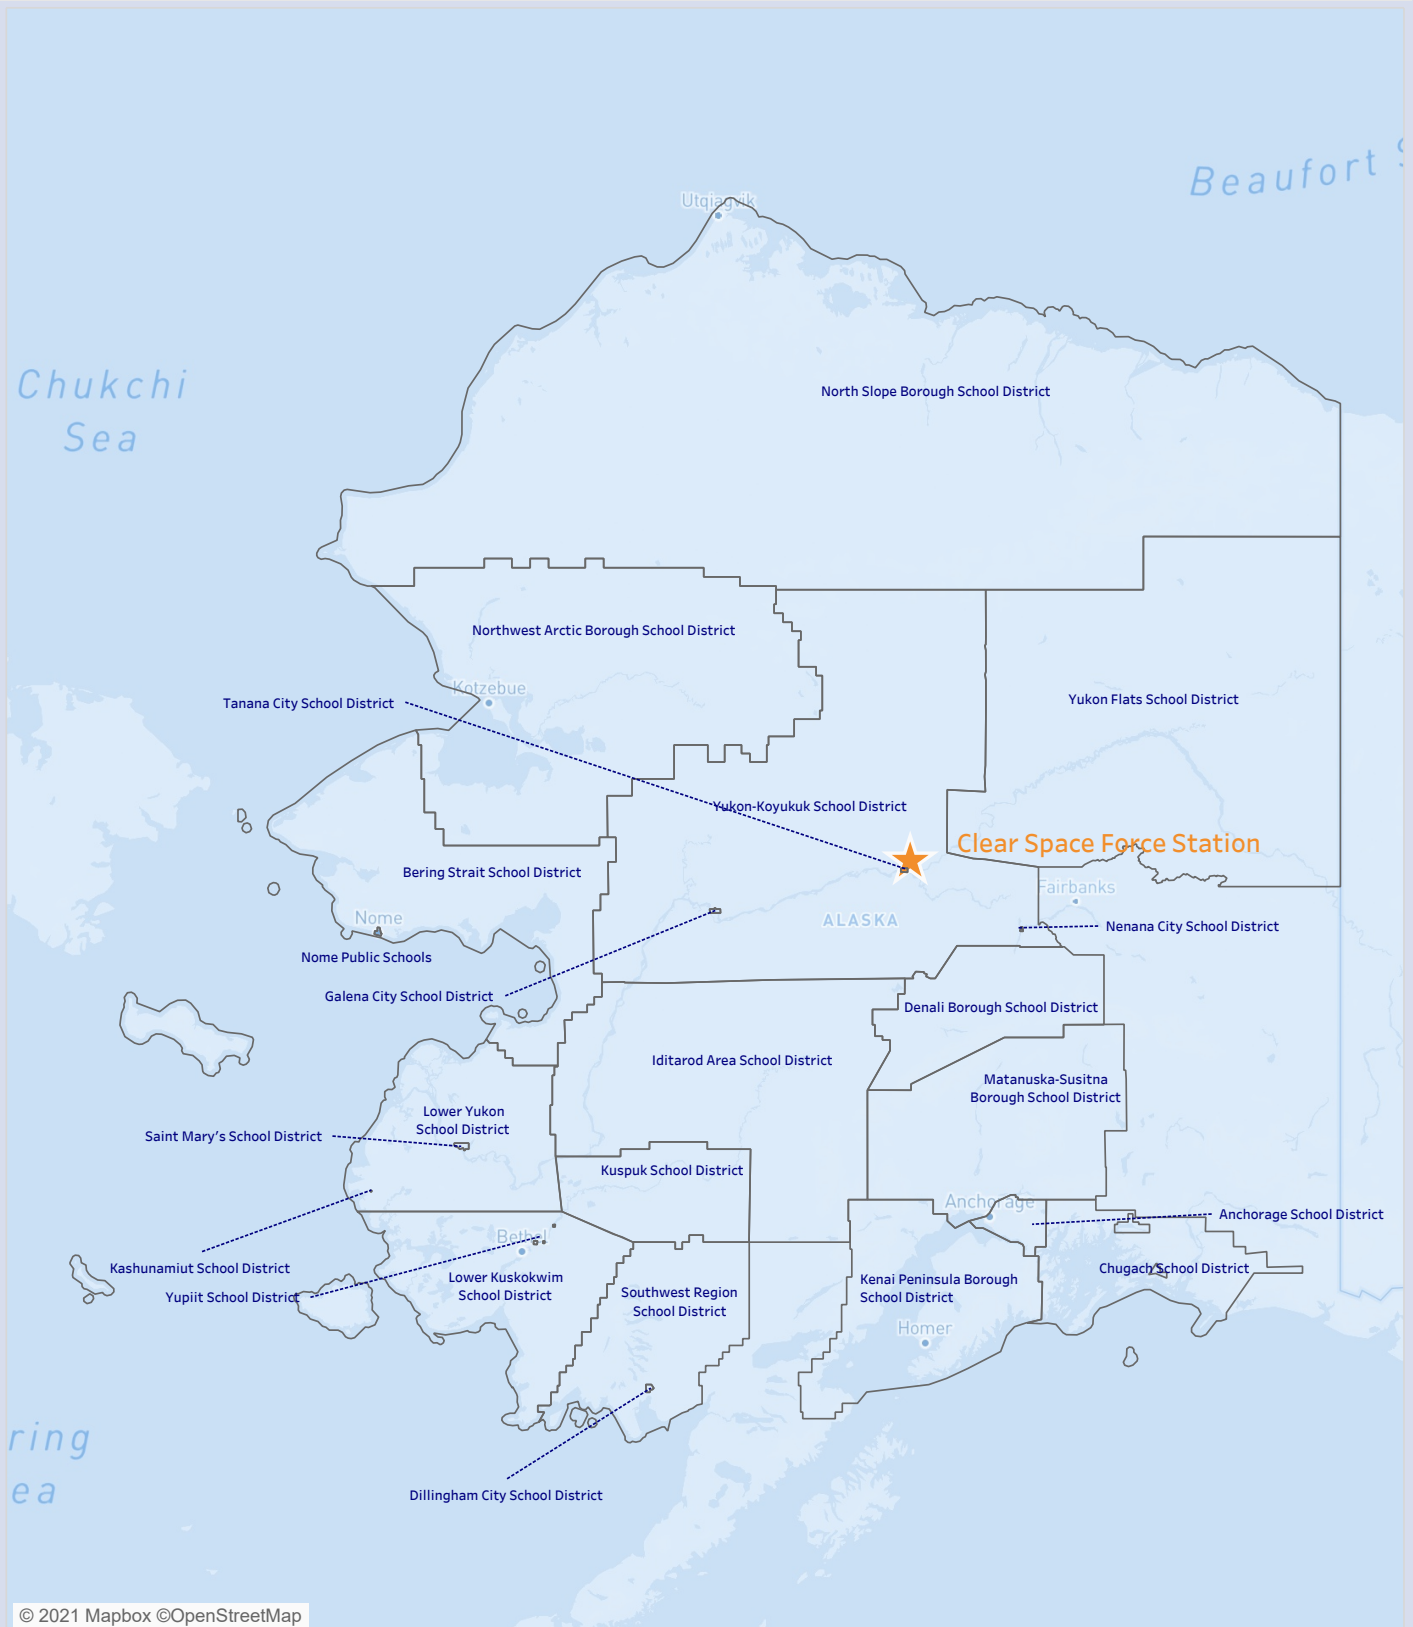 Beaufort
Utqiagvik
Chukchi
Sea
North Slope Borough School District
Northwest Arctic Borough School District
Kotzebue
Tanana City School District
Yukon Flats School District
Yukon-Koyukuk School District
Clear Space Force Station
Bering Strait School District
Fairbanks
Nome
ALASKA
Nenana City School District
Nome Public Schools
Galena City School District
Denali Borough School District
Iditarod Area School District
Matanuska-Susitna
Borough School District
Lower Yukon
School District
Saint Mary's School District
Kuspuk School District
Anchorage
Anchorage School District
Bethel
Kashunamiut School District
Chugach School District
Yupiit School District
Lower Kuskokwim
School District
Southwest Region
School District
Kenai Peninsula Borough
School District
Homer
ring
ea
Dillingham City School District
© 2021 Mapbox ©OpenStreetMap